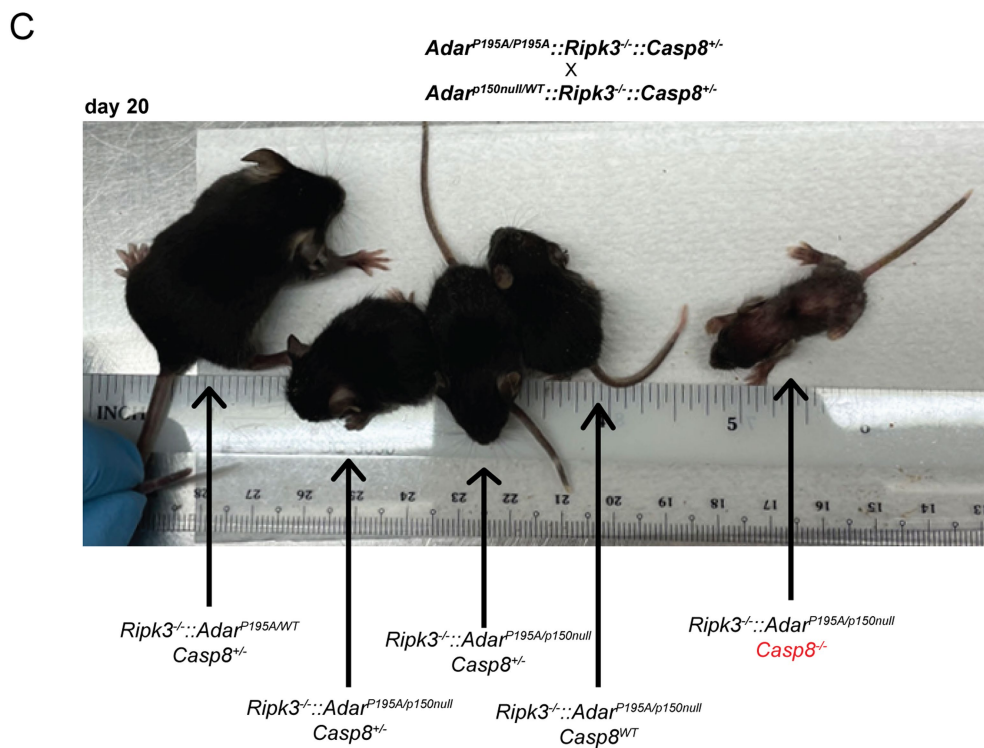 C
Adar^P195A/P195A::Ripk3^-/-::Casp8^+/-
X
Adar^p150null/WT::Ripk3^-/-::Casp8^+/-
day 20
INCH
5
28 27 26 25 24 23 22 21 20 19 18 17 16 15 14 13
Ripk3^-/-::Adar^P195A/WT
Casp8^+/-
Ripk3^-/-::Adar^P195A/p150null
Casp8^+/-
Ripk3^-/-::Adar^P195A/p150null
Casp8^+/-
Ripk3^-/-::Adar^P195A/p150null
Casp8^WT
Ripk3^-/-::Adar^P195A/p150null
Casp8^-/-